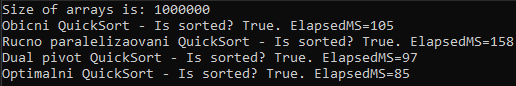 Size of arrays is: 1000000
Obicni QuickSort - Is sorted? True. ElapsedMS=105
Rucno paralelizaovani QuickSort - Is sorted? True. ElapsedMS=158
Dual pivot QuickSort - Is sorted? True. ElapsedMS=97
Optimalni QuickSort - Is sorted? True. ElapsedMS=85